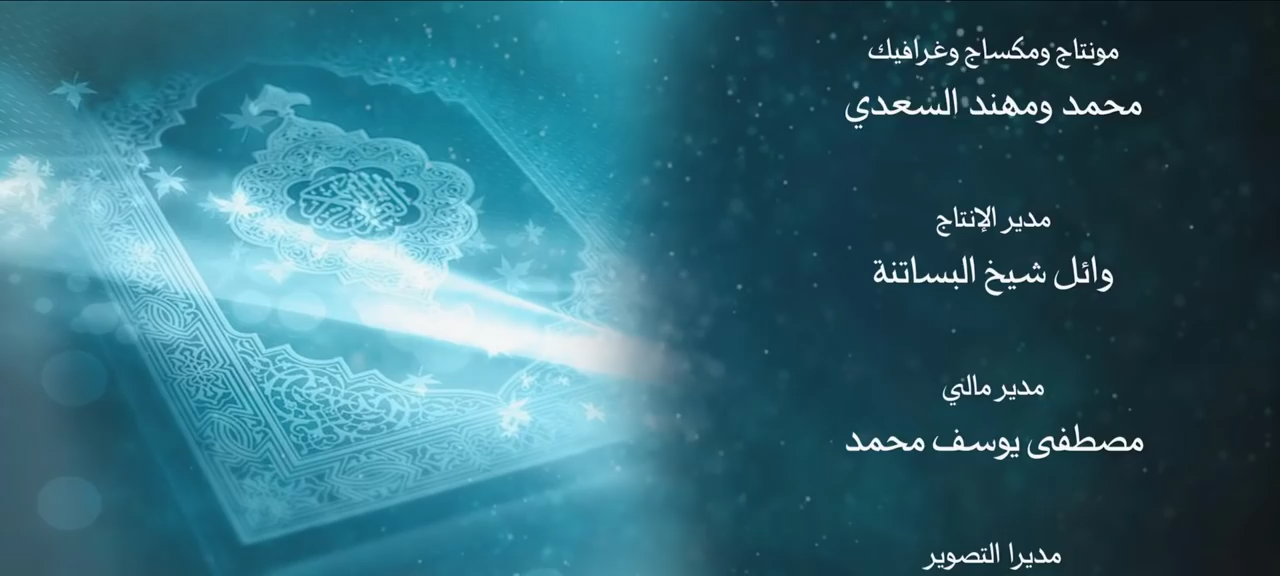 مونتاج ومكساج وغرافيك
محمد ومهند السعدي
مدير الإنتاج
وائل شيخ البساتنة
مدير مالي
مصطفى يوسف محمد
مديرا التصوير